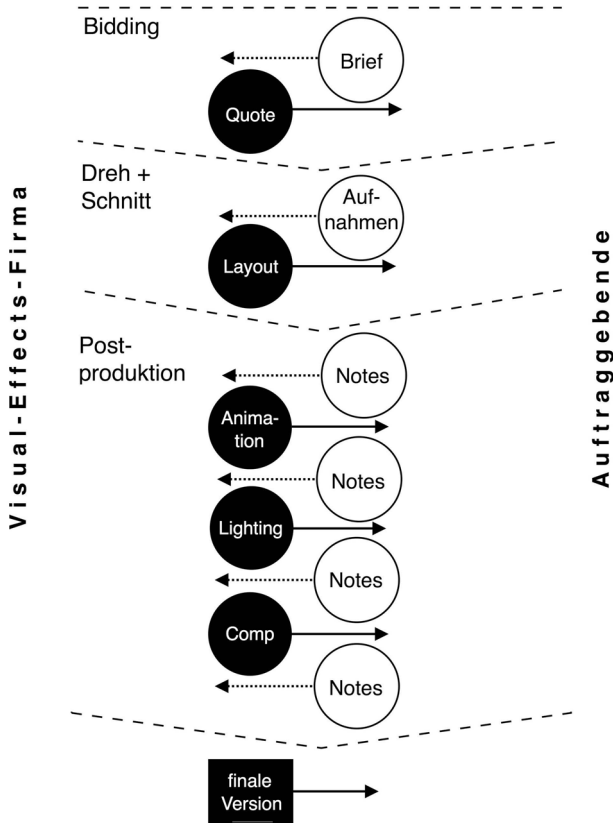 Bidding
Brief
Quote
Dreh +
Schnitt
Auf-
nahmen
Layout
Post-
produktion
Notes
Anima-
tion
Notes
Lighting
Notes
Comp
Notes
finale
Version
Visual-Effects-Firma
Auftraggebende